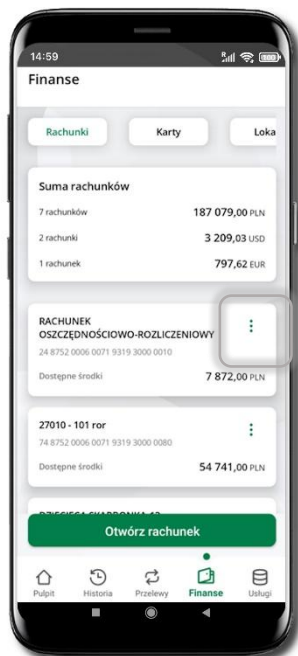 14:59
Finanse
Rachunki Karty Loka
Suma rachunków
7 rachunków 187 079,00 PLN
2 rachunki 3 209,03 USD
1 rachunek 797,62 EUR
RACHUNEK
OSZCZĘDNOŚCIOWO-ROZLICZENIOWY
24 8752 0006 0071 9319 3000 0010
Dostępne środki 7 872,00 PLN
27010 - 101 ror
74 8752 0006 0071 9319 3000 0080
Dostępne środki 54 741,00 PLN
Otwórz rachunek
Pulpit Historia Przelewy Finanse Usługi